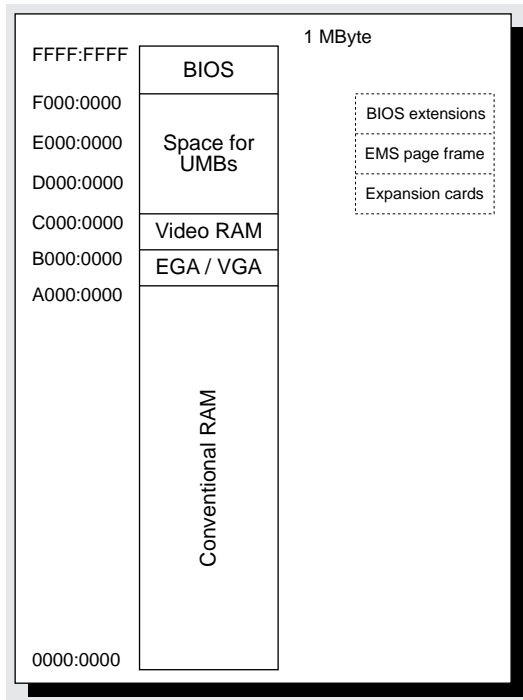 1 MByte
FFFF:FFFF
BIOS
F000:0000
BIOS extensions
E000:0000
Space for
UMBs
EMS page frame
D000:0000
Expansion cards
C000:0000
Video RAM
B000:0000
EGA / VGA
A000:0000
Conventional RAM
0000:0000